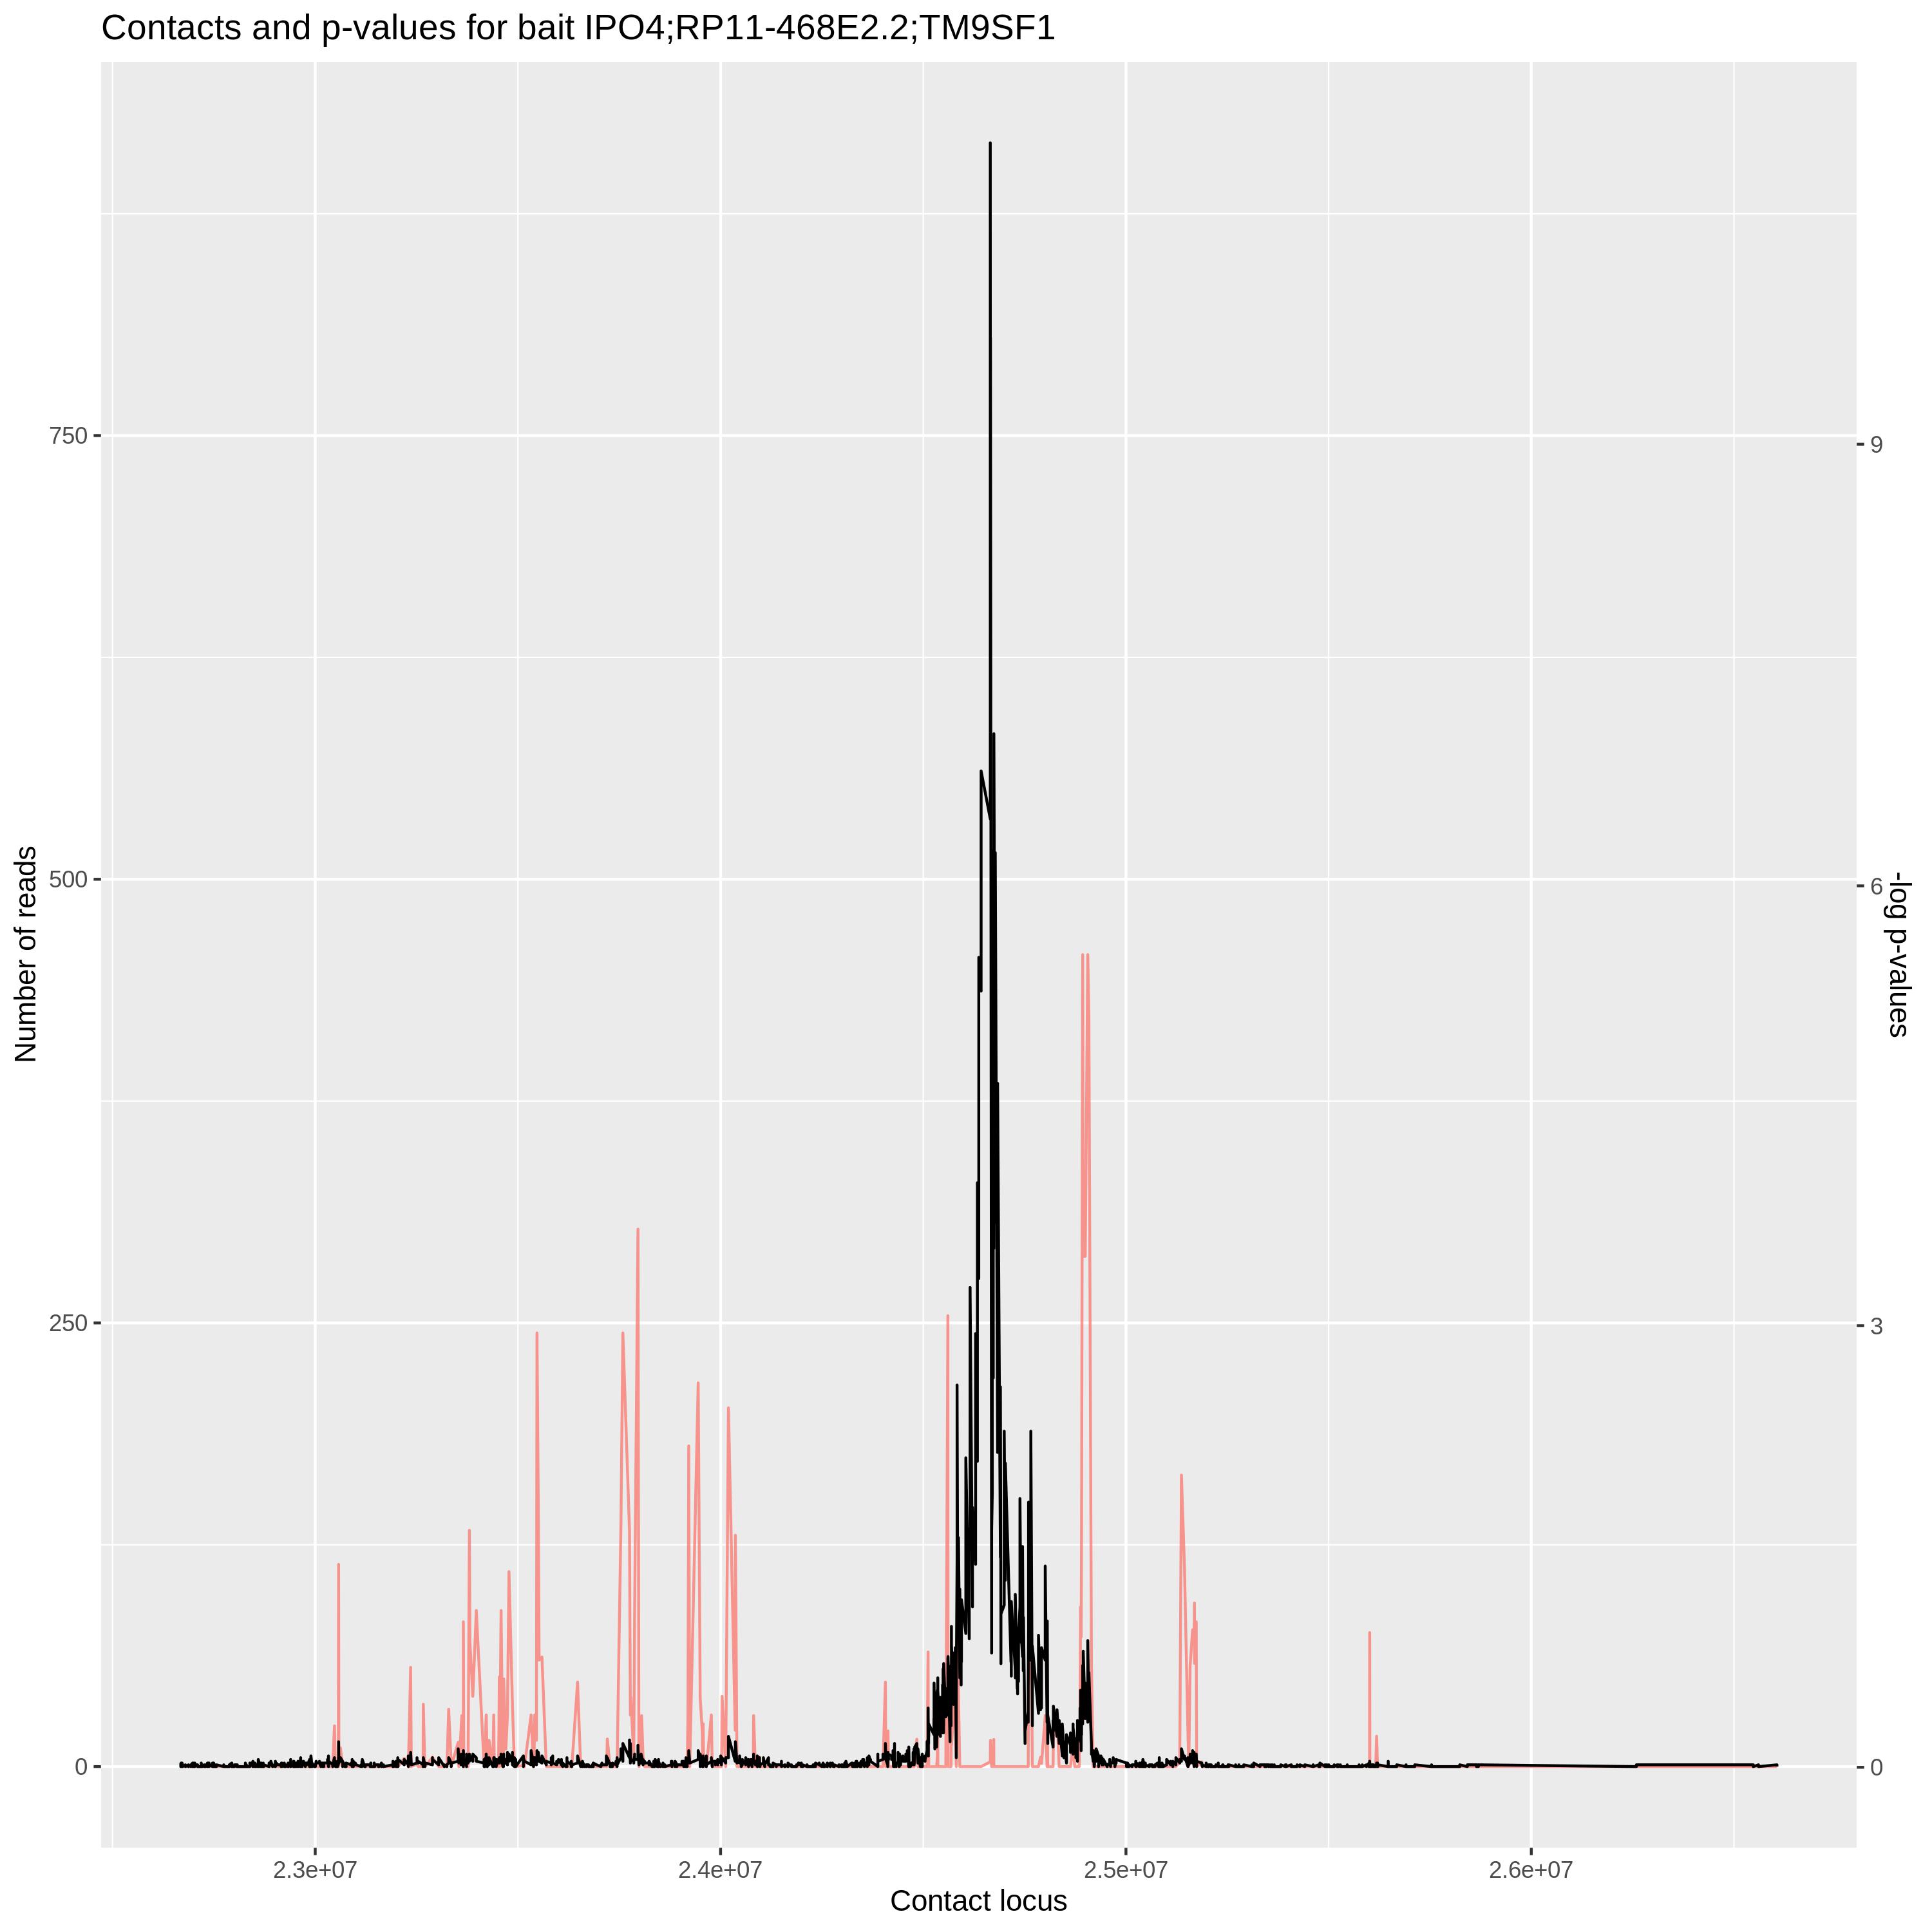 Contacts and p-values for bait IPO4;RP11-468E2.2;TM9SF1
750
500
250
0
Number of reads
9
6
3
0
-log p-values
2.3e+07
2.4e+07
2.5e+07
2.6e+07
Contact locus